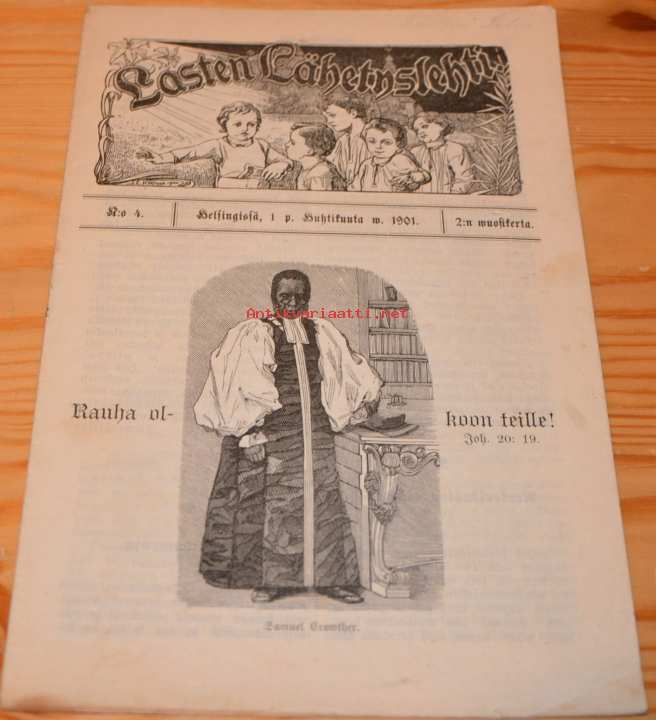 Lasten Lähetyslehti.
N:o 4.
Helsingissä, 1 p. Huhtikuuta w. 1901.
2:n wuosikerta.
Antikvariaatti.net
Rauha ol-
koon teille!
Joh. 20: 19.
Samuel Crowther.